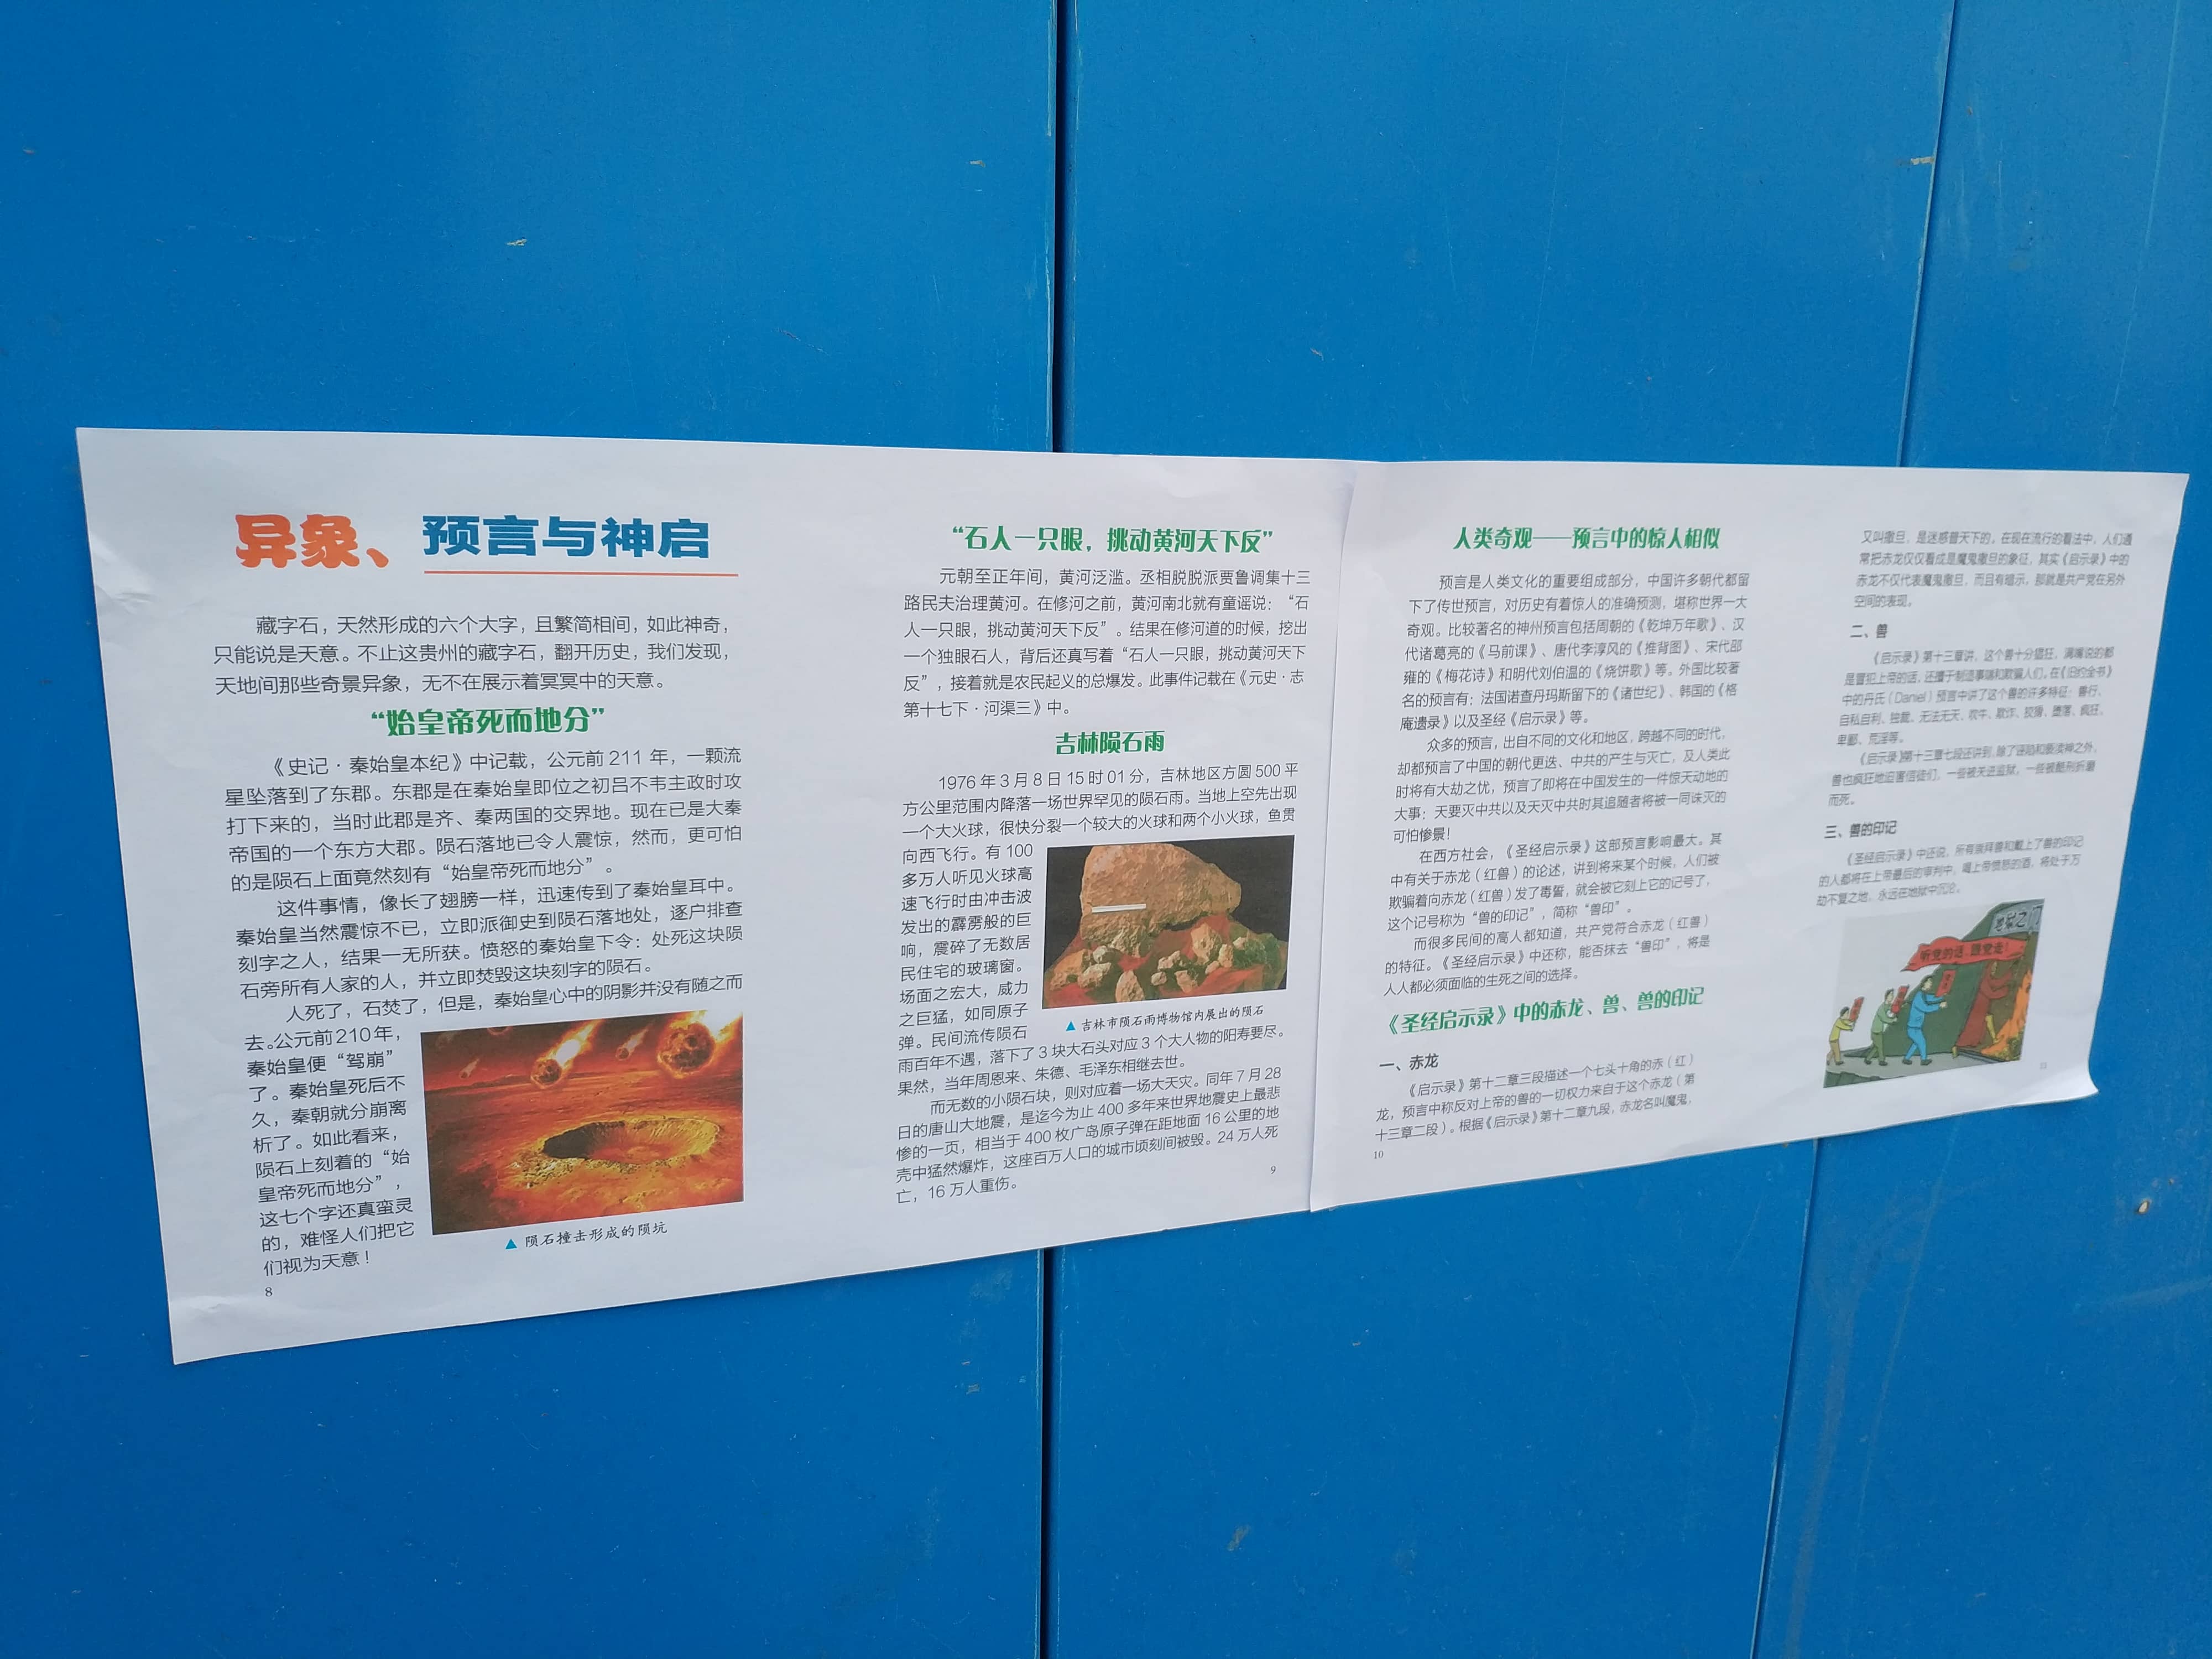 异象、预言与神启
藏字石，天然形成的六个大字，且繁简相间，如此神奇，
只能说是天意。不止这贵州的藏字石，翻开历史，我们发现，
天地间那些奇景异象，无不在展示着冥冥中的天意。
“始皇帝死而地分”
《史记·秦始皇本纪》中记载，公元前 211 年，一颗流
星坠落到了东郡。东郡是在秦始皇即位之初吕不韦主政时攻
打下来的，当时此郡是齐、秦两国的交界地。现在已是大秦
帝国的一个东方大郡。陨石落地已令人震惊，然而，更可怕
的是陨石上面竟然刻有“始皇帝死而地分”。
这件事情，像长了翅膀一样，迅速传到了秦始皇耳中。
秦始皇当然震惊不已，立即派御史到陨石落地处，逐户排查
刻字之人，结果一无所获。愤怒的秦始皇下令：处死这块陨
石旁所有人家的人，并立即焚毁这块刻字的陨石。
人死了，石焚了，但是，秦始皇心中的阴影并没有随之而
去。公元前210年，
秦始皇便“驾崩”
了。秦始皇死后不
久，秦朝就分崩离
析了。如此看来，
陨石上刻着的“始
皇帝死而地分”，
这七个字还真蛮灵
的，难怪人们把它
们视为天意！
▲ 陨石撞击形成的陨坑
8
“石人一只眼，挑动黄河天下反”
元朝至正年间，黄河泛滥。丞相脱脱派贾鲁调集十三
路民夫治理黄河。在修河之前，黄河南北就有童谣说：“石
人一只眼，挑动黄河天下反”。结果在修河道的时候，挖出
一个独眼石人，背后还真写着“石人一只眼，挑动黄河天下
反”，接着就是农民起义的总爆发。此事件记载在《元史·志
第十七下·河渠三》中。
吉林陨石雨
1976 年 3 月 8 日 15 时 01 分，吉林地区方圆 500 平
方公里范围内降落一场世界罕见的陨石雨。当地上空先出现
一个大火球，很快分裂一个较大的火球和两个小火球，鱼贯
向西飞行。有 100
多万人听见火球高
速飞行时由冲击波
发出的霹雳般的巨
响，震碎了无数居
民住宅的玻璃窗。
场面之宏大，威力
之巨猛，如同原子
弹。民间流传陨石
雨百年不遇，落下了 3 块大石头对应 3 个大人物的阳寿要尽。
果然，当年周恩来、朱德、毛泽东相继去世。
▲ 吉林市陨石雨博物馆内展出的陨石
而无数的小陨石块，则对应着一场大天灾。同年 7 月 28
日的唐山大地震，是迄今为止 400 多年来世界地震史上最悲
惨的一页，相当于 400 枚广岛原子弹在距地面 16 公里的地
壳中猛然爆炸，这座百万人口的城市顷刻间被毁。24 万人死
亡，16 万人重伤。
9
人类奇观——预言中的惊人相似
预言是人类文化的重要组成部分，中国许多朝代都留
下了传世预言，对历史有着惊人的准确预测，堪称世界一大
奇观。比较著名的神州预言包括周朝的《乾坤万年歌》、汉
代诸葛亮的《马前课》、唐代李淳风的《推背图》、宋代邵
雍的《梅花诗》和明代刘伯温的《烧饼歌》等。外国比较著
名的预言有：法国诺查丹玛斯留下的《诸世纪》、韩国的《格
庵遗录》以及圣经《启示录》等。
众多的预言，出自不同的文化和地区，跨越不同的时代，
却都预言了中国的朝代更迭、中共的产生与灭亡，及人类此
时将有大劫之忧，预言了即将在中国发生的一件惊天动地的
大事：天要灭中共以及天灭中共时其追随者将被一同诛灭的
可怕惨景！
在西方社会，《圣经启示录》这部预言影响最大。其
中有关于赤龙（红兽）的论述，讲到将来某个时候，人们被
欺骗着向赤龙（红兽）发了毒誓，就会被它刻上它的记号了，
这个记号称为“兽的印记”，简称“兽印”。
而很多民间的高人都知道，共产党符合赤龙（红兽）
的特征。《圣经启示录》中还称，能否抹去“兽印”，将是
人人都必须面临的生死之间的选择。
《圣经启示录》中的赤龙、兽、兽的印记
一、赤龙
《启示录》第十二章三段描述一个七头十角的赤（红）
龙，预言中称反对上帝的兽的一切权力来自于这个赤龙（第
十三章二段）。根据《启示录》第十二章九段，赤龙名叫魔鬼，
10
又叫撒旦，是迷惑普天下的。在现在流行的看法中，人们通
常把赤龙仅仅看成是魔鬼撒旦的象征，其实《启示录》中的
赤龙不仅代表魔鬼撒旦，而且有暗示，那就是共产党在另外
空间的表现。
二、兽
《启示录》第十三章讲，这个兽十分猖狂，满嘴说的都
是冒犯上帝的话，还擅于制造事端和欺骗人们。在《旧约全书》
中的丹氏（Daniel）预言中讲了这个兽的许多特征：兽行、
自私自利、独裁、无法无天、吹牛、欺诈、狡猾、堕落、疯狂、
卑鄙、荒淫等。
《启示录》第十三章七段还讲到，除了诬陷和亵渎神之外，
兽也疯狂地迫害信徒们，一些被关进监狱，一些被酷刑折磨
而死。
三、兽的印记
《圣经启示录》中还说，所有崇拜兽和戴上了兽的印记
的人都将在上帝最后的审判中，喝上帝愤怒的酒，将处于万
劫不复之地，永远在地狱中沉沦。
地狱之门
听党的话 跟党走！
11